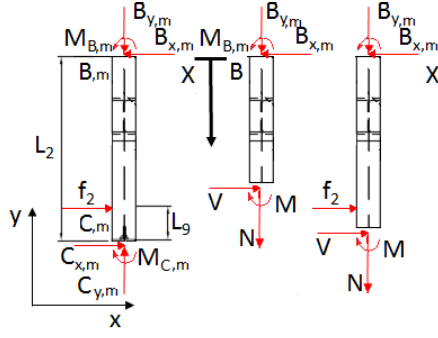 B_{y,m} B_{y,m} B_{y,m}
M_{B,m} B_{x,m} M_{B,m} B_{x,m} B_{x,m}
B_{,m} X B X
L_2
f_2 V M f_2
y C_{,m} L_9 N V M
C_{x,m} M_{C,m} N
C_{y,m}
x